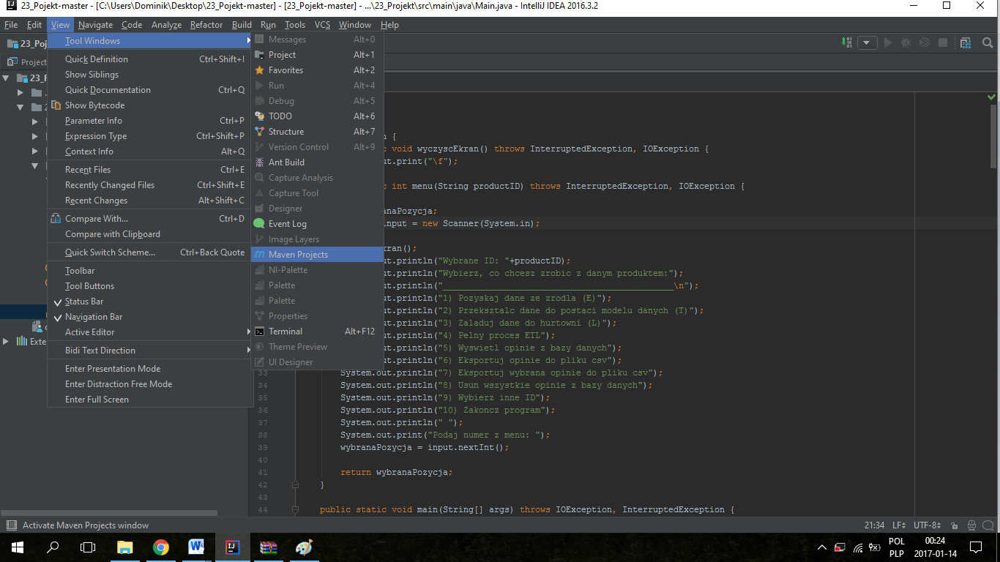 23_Pojekt-master - [C:\Users\Dominik\Desktop\23_Pojekt-master] - [23_Pojekt-master] - ...\23_Projekt\src\main\java\Main.java - IntelliJ IDEA 2016.3.2
File Edit View Navigate Code Analyze Refactor Build Run Tools VCS Window Help
23_Poj
Project
23_F
Exte
Tool Windows
Quick Definition Ctrl+Shift+I
Show Siblings
Quick Documentation Ctrl+Q
Show Bytecode
Parameter Info Ctrl+P
Expression Type Ctrl+Shift+P
Context Info Alt+Q
Recent Files Ctrl+E
Recently Changed Files Ctrl+Shift+E
Recent Changes Alt+Shift+C
Compare With... Ctrl+D
Compare with Clipboard
Quick Switch Scheme... Ctrl+Back Quote
Toolbar
Tool Buttons
Status Bar
Navigation Bar
Active Editor
Bidi Text Direction
Enter Presentation Mode
Enter Distraction Free Mode
Enter Full Screen
Messages Alt+0
Project Alt+1
Favorites Alt+2
Run Alt+4
Debug Alt+5
TODO Alt+6
Structure Alt+7
Version Control Alt+9
Ant Build
Capture Analysis
Capture Tool
Designer
Event Log
Image Layers
Maven Projects
NI-Palette
Palette
Palette
Properties
Terminal Alt+F12
Theme Preview
UI Designer
n {
c void wyczyscEkran() throws InterruptedException, IOException {
ut.print("\f");
c int menu(String productID) throws InterruptedException, IOException {
ranaPozycja;
input = new Scanner(System.in);
kran();
ut.println("Wybrane ID: "+productID);
ut.println("Wybierz, co chcesz zrobic z danym produktem:");
ut.println("_____________________________________________\n");
ut.println("1) Pozyskaj dane ze zrodla (E)");
ut.println("2) Przeksztalc dane do postaci modelu danych (T)");
ut.println("3) Zaladuj dane do hurtowni (L)");
ut.println("4) Pelny proces ETL");
ut.println("5) Wyswietl opinie z bazy danych");
ut.println("6) Eksportuj opinie do pliku csv");
33 System.out.println("7) Eksportuj wybrana opinie do pliku csv");
34 System.out.println("8) Usun wszystkie opinie z bazy danych");
35 System.out.println("9) Wybierz inne ID");
36 System.out.println("10) Zakoncz program");
37 System.out.println(" ");
38 System.out.print("Podaj numer z menu: ");
39 wybranaPozycja = input.nextInt();
40
41 return wybranaPozycja;
42 }
43
44 public static void main(String[] args) throws IOException, InterruptedException {
Activate Maven Projects window 21:34 LF UTF-8
POL
PLP
00:24
2017-01-14